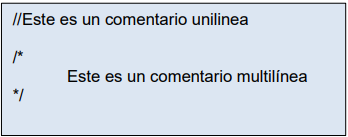 //Este es un comentario unilinea
/*
Este es un comentario multilínea
*/